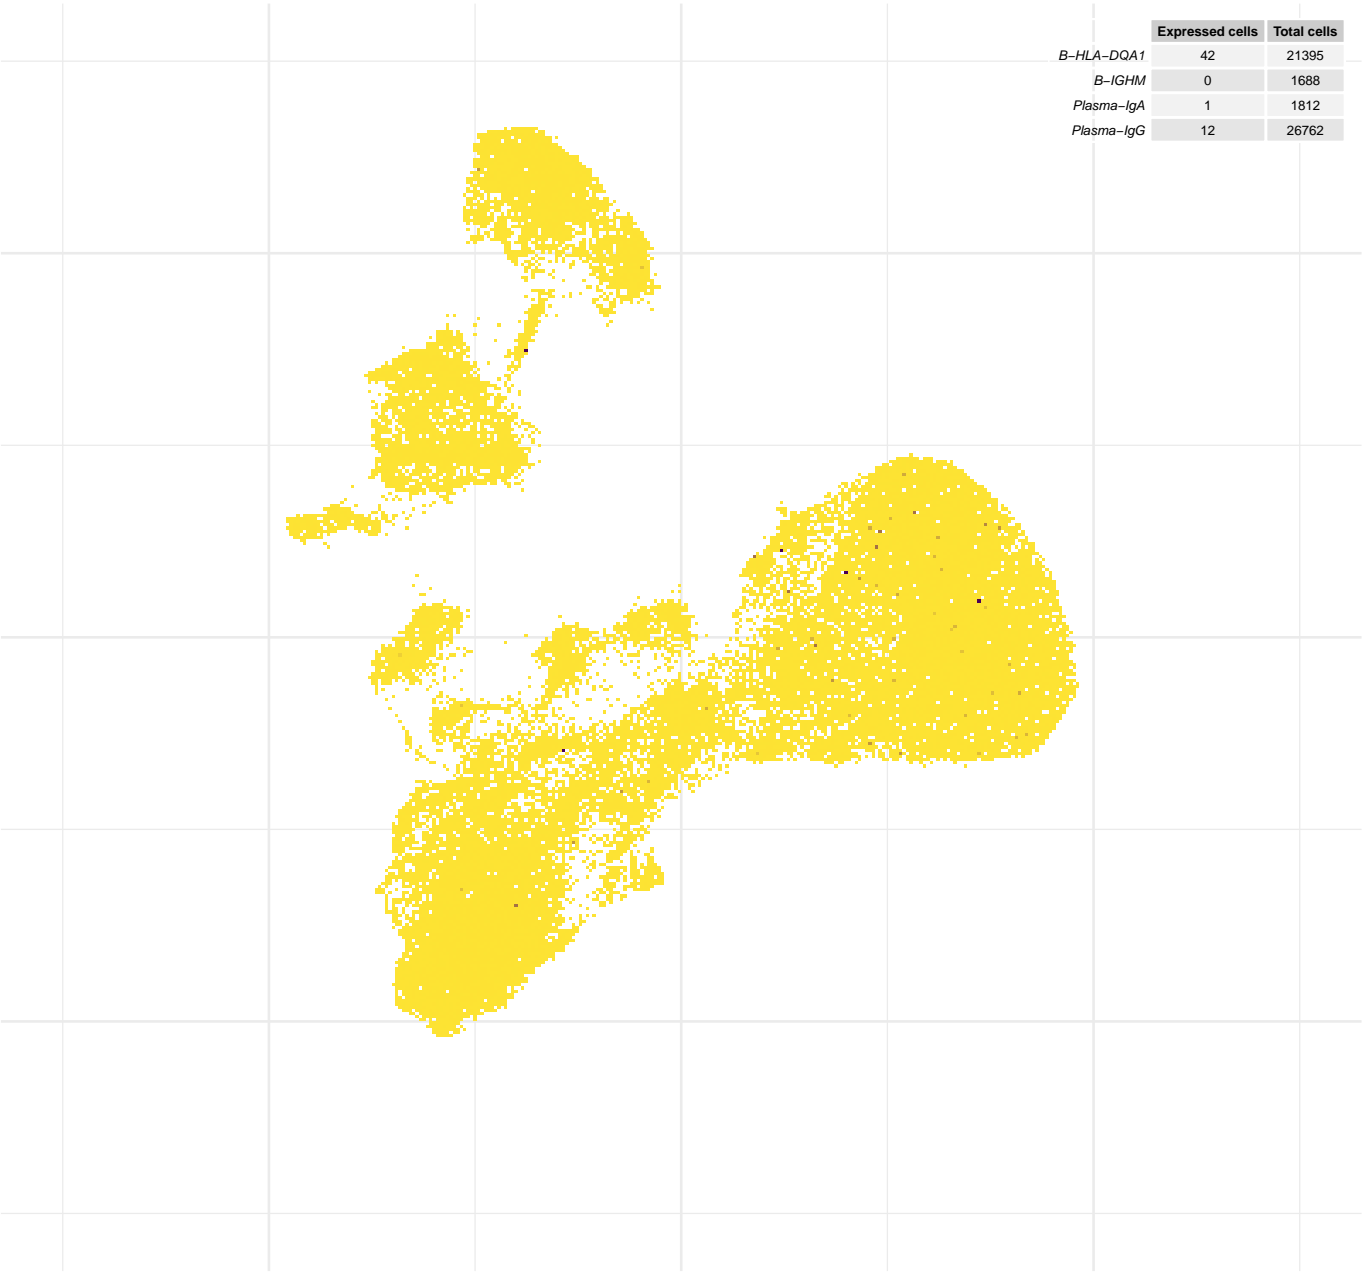 Expressed cells Total cells
B−HLA−DQA1 42 21395
B−IGHM 0 1688
Plasma−IgA 1 1812
Plasma−IgG 12 26762